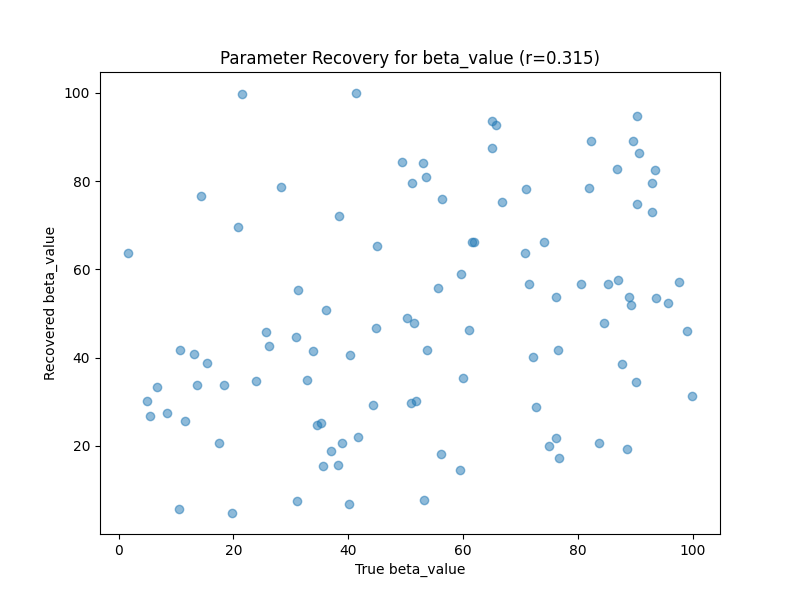 Parameter Recovery for beta_value (r=0.315)
100
80
60
40
20
Recovered beta_value
0 20 40 60 80 100
True beta_value